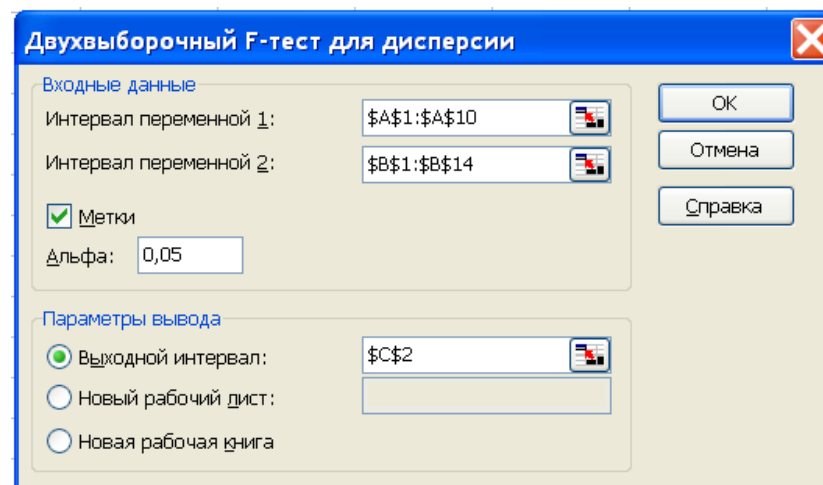 Двухвыборочный F-тест для дисперсии
Входные данные
Интервал переменной 1: $A$1:$A$10
Интервал переменной 2: $B$1:$B$14
Метки
Альфа: 0,05
ОК
Отмена
Справка
Параметры вывода
Выходной интервал: $C$2
Новый рабочий лист:
Новая рабочая книга